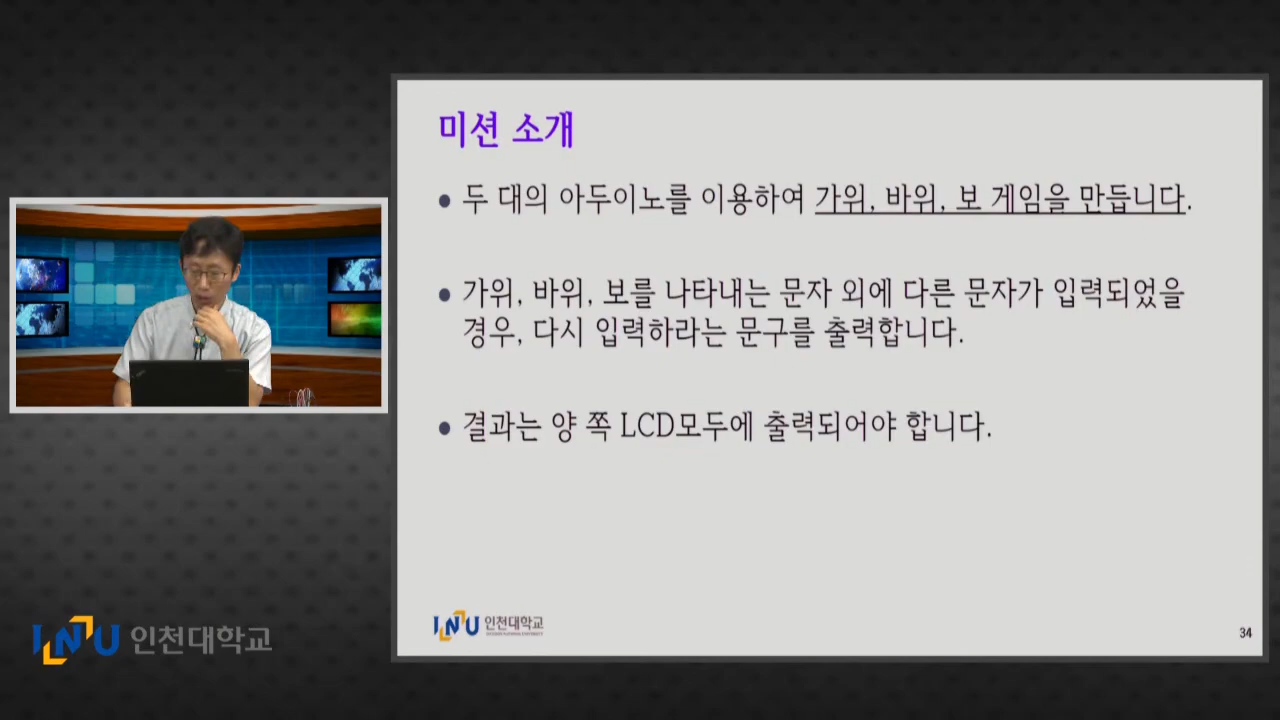 미션 소개
두 대의 아두이노를 이용하여 가위, 바위, 보 게임을 만듭니다.
가위, 바위, 보를 나타내는 문자 외에 다른 문자가 입력되었을
경우, 다시 입력하라는 문구를 출력합니다.
결과는 양 쪽 LCD모두에 출력되어야 합니다.
INU 인천대학교
34
INU 인천대학교